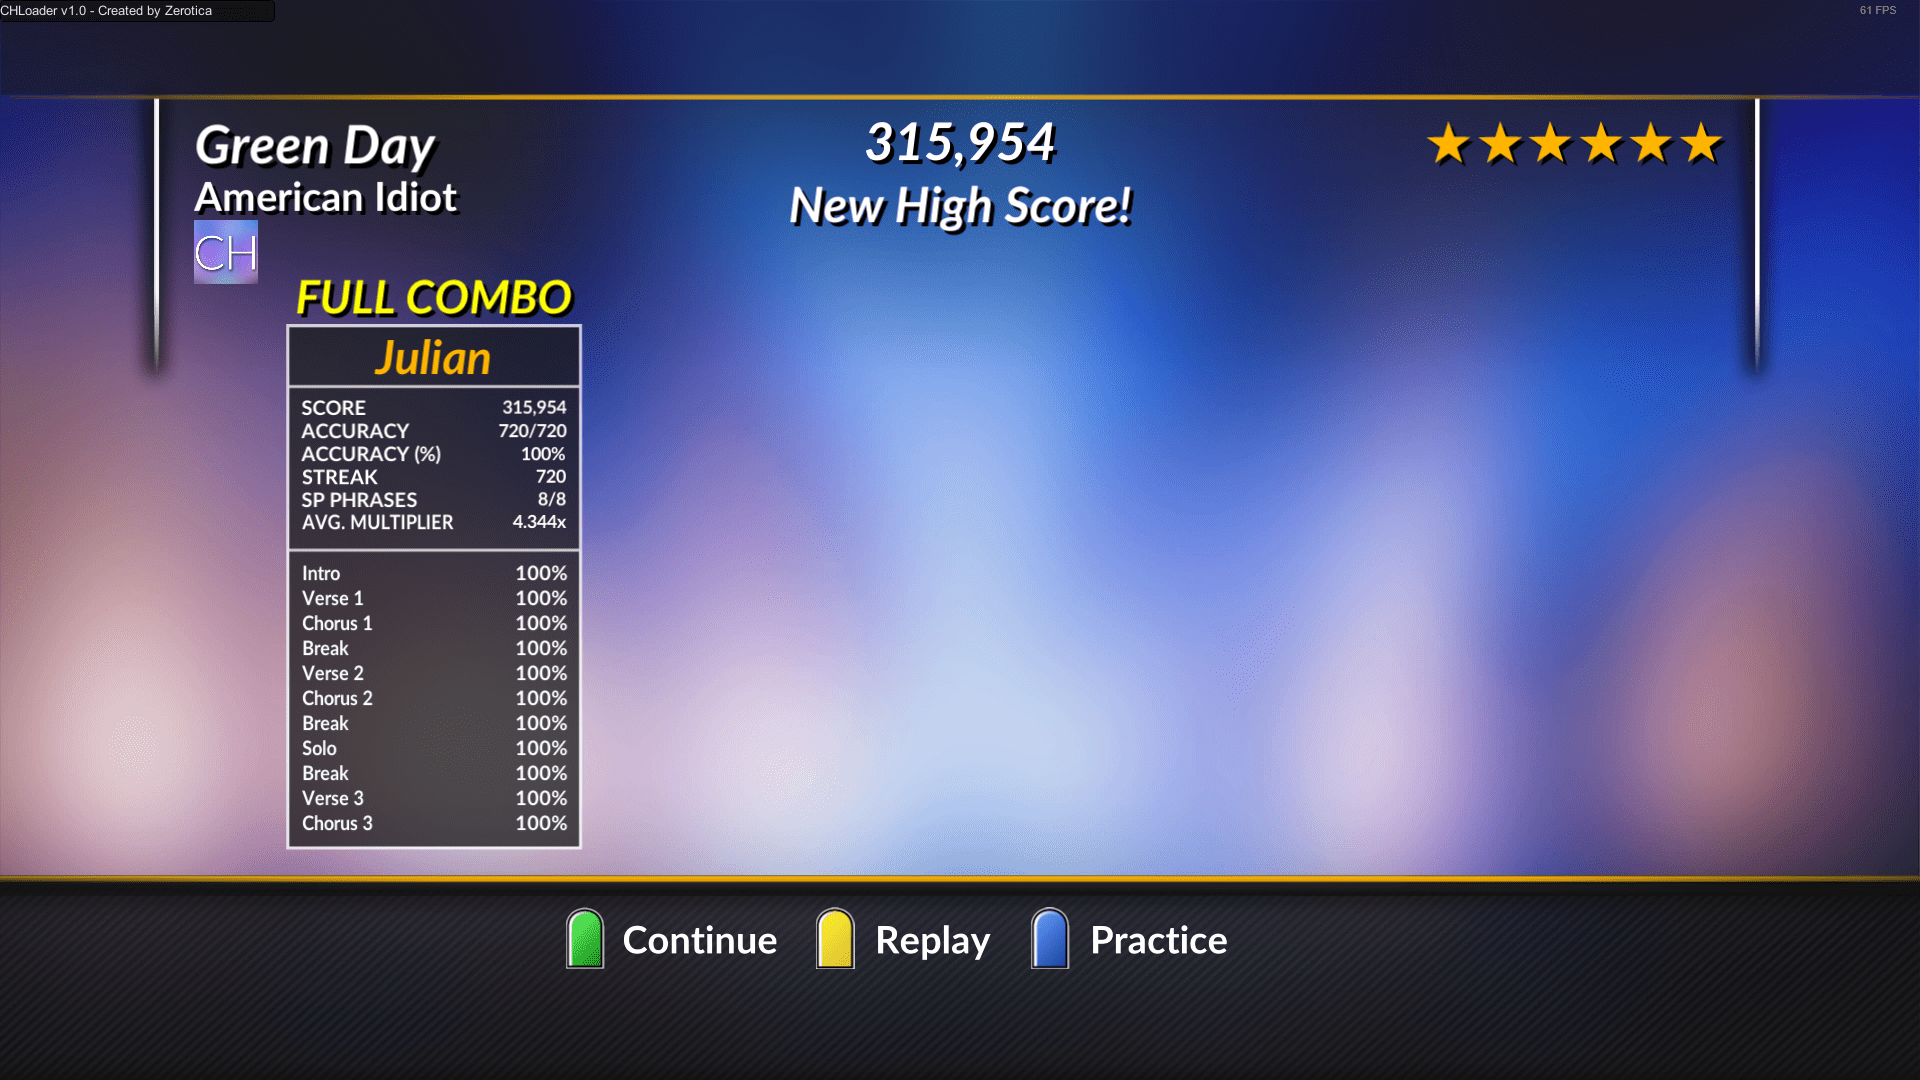 CHLoader v1.0 - Created by Zerotica
61 FPS
Green Day
American Idiot
CH
315,954
New High Score!
FULL COMBO
Julian
SCORE 315,954
ACCURACY 720/720
ACCURACY (%) 100%
STREAK 720
SP PHRASES 8/8
AVG. MULTIPLIER 4.344x
Intro 100%
Verse 1 100%
Chorus 1 100%
Break 100%
Verse 2 100%
Chorus 2 100%
Break 100%
Solo 100%
Break 100%
Verse 3 100%
Chorus 3 100%
Continue Replay Practice